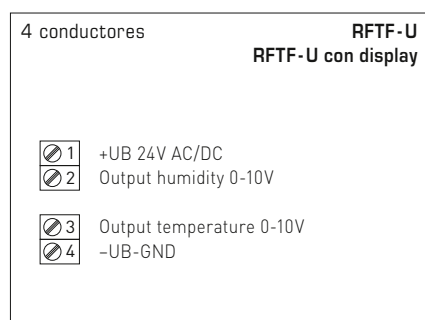 4 conductores RFTF-U
RFTF-U con display
1 +UB 24V AC/DC
2 Output humidity 0-10V
3 Output temperature 0-10V
4 –UB-GND